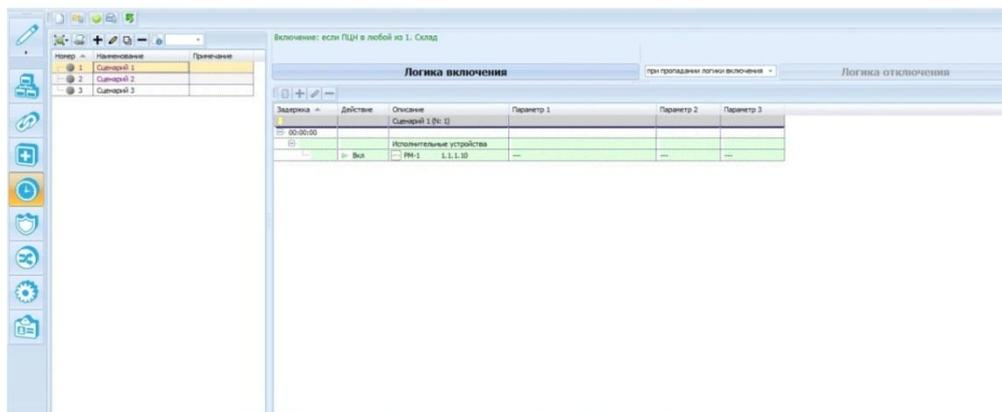 Включение: если ПЦН в любой из 1. Склад
Номер Наименование Примечание
1 Сценарий 1
2 Сценарий 2
3 Сценарий 3
Логика включения
при пропадании логики включения
Логика отключения
Задержка Действие Описание Параметр 1 Параметр 2 Параметр 3
Сценарий 1 (N: 1)
00:00:00
Исполнительные устройства
Вкл РМ-1 1.1.1.10 --- --- ---